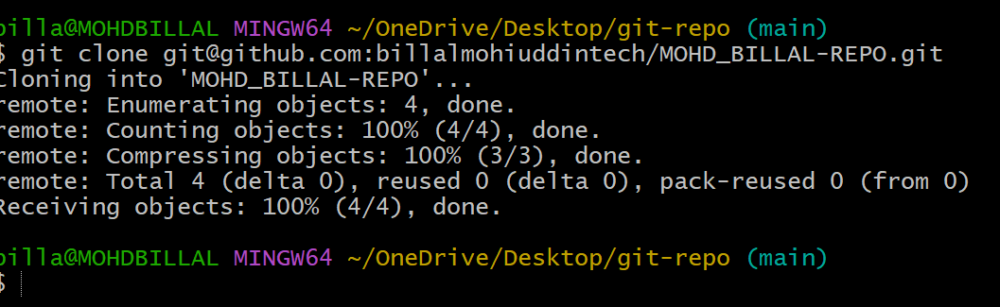 billa@MOHDBILLAL MINGW64 ~/OneDrive/Desktop/git-repo (main)
$ git clone git@github.com:billalmohiuddintech/MOHD_BILLAL-REPO.git
Cloning into 'MOHD_BILLAL-REPO'...
remote: Enumerating objects: 4, done.
remote: Counting objects: 100% (4/4), done.
remote: Compressing objects: 100% (3/3), done.
remote: Total 4 (delta 0), reused 0 (delta 0), pack-reused 0 (from 0)
Receiving objects: 100% (4/4), done.
billa@MOHDBILLAL MINGW64 ~/OneDrive/Desktop/git-repo (main)
$